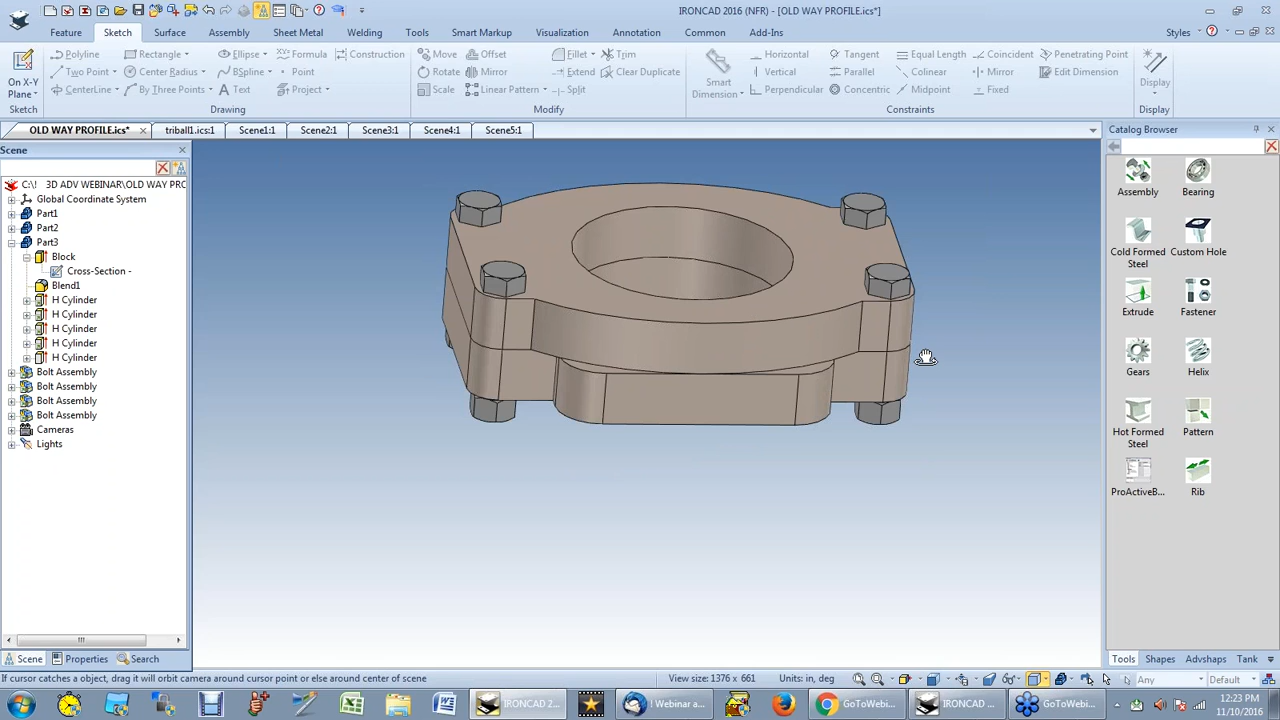 IRONCAD 2016 (NFR) - [OLD WAY PROFILE.ics*]
Feature Sketch Surface Assembly Sheet Metal Welding Tools Smart Markup Visualization Annotation Common Add-Ins Styles
Polyline Rectangle Ellipse Formula Construction Move Offset Fillet Trim Horizontal Tangent Equal Length Coincident Penetrating Point
On X-Y Plane Two Point Center Radius BSpline Point Rotate Mirror Extend Clear Duplicate Smart Dimension Vertical Parallel Colinear Mirror Edit Dimension Display
CenterLine By Three Points Text Project Scale Linear Pattern Split Perpendicular Concentric Midpoint Fixed
Sketch Drawing Modify Constraints Display
OLD WAY PROFILE.ics* triball1.ics:1 Scene1:1 Scene2:1 Scene3:1 Scene4:1 Scene5:1
Scene
C:\! 3D ADV WEBINAR\OLD WAY PRO
Global Coordinate System
Part1
Part2
Part3
Block
Cross-Section -
Blend1
H Cylinder
H Cylinder
H Cylinder
H Cylinder
H Cylinder
Bolt Assembly
Bolt Assembly
Bolt Assembly
Bolt Assembly
Cameras
Lights
Catalog Browser
Assembly Bearing
Cold Formed Steel Custom Hole
Extrude Fastener
Gears Helix
Hot Formed Steel Pattern
ProActiveB... Rib
Scene Properties Search
Tools Shapes Advshaps Tank
If cursor catches a object, drag it will orbit camera around cursor point or else around center of scene
View size: 1376 x 661 Units: in, deg Any Default
IRONCAD 2... ! Webinar a... GoToWebi... IRONCAD ... GoToWebi...
12:23 PM
11/10/2016